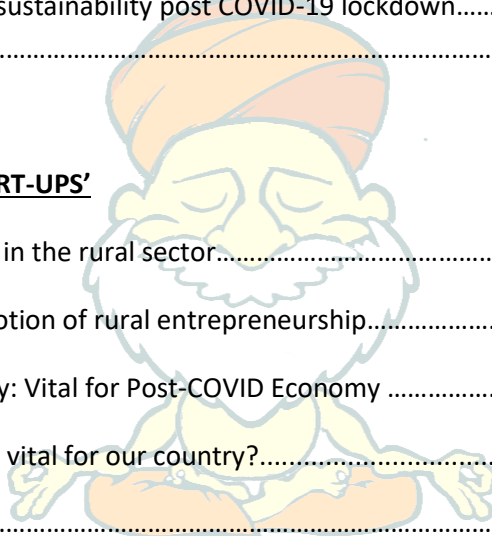 sustainability post COVID-19 lockdown......
................................................................
RT-UPS’
in the rural sector................................................
otion of rural entrepreneurship.....................
y: Vital for Post-COVID Economy ..................
vital for our country?........................................
................................................................